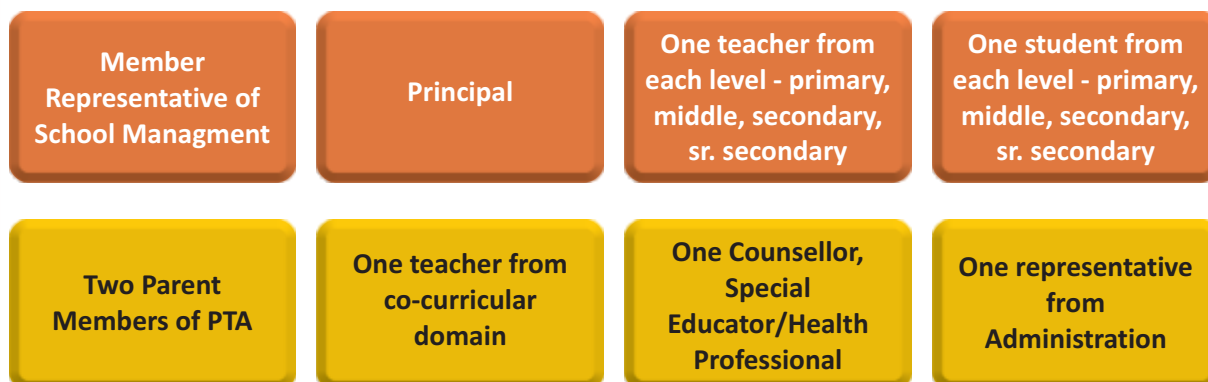 Member
Representative of
School Managment
Principal
One teacher from
each level - primary,
middle, secondary,
sr. secondary
One student from
each level - primary,
middle, secondary,
sr. secondary
Two Parent
Members of PTA
One teacher from
co-curricular
domain
One Counsellor,
Special
Educator/Health
Professional
One representative
from
Administration